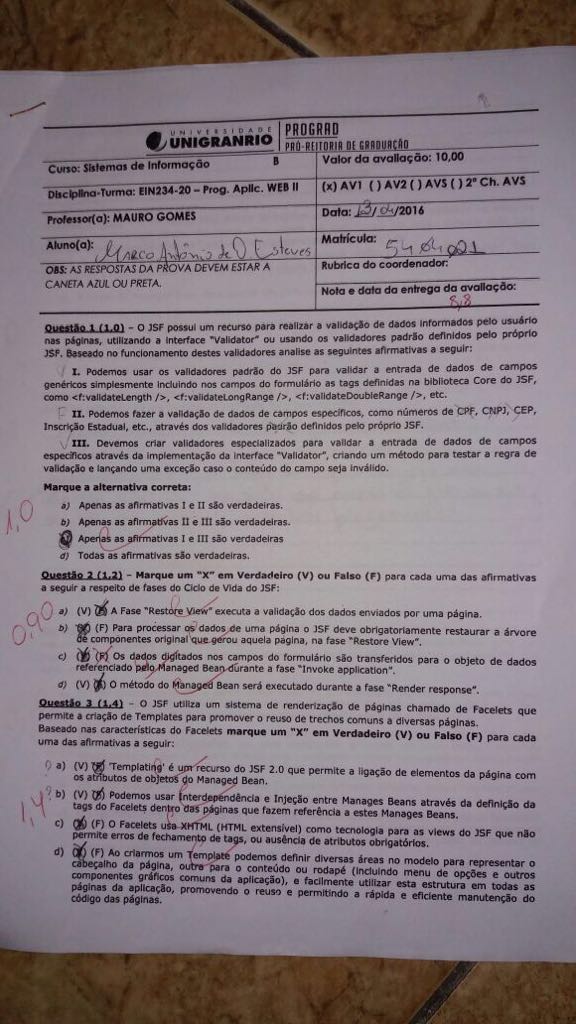 UNIVERSIDADE
UNIGRANRIO
PROGRAD
PRÓ-REITORIA DE GRADUAÇÃO
Curso: Sistemas de Informação B
Valor da avaliação: 10,00
Disciplina-Turma: EIN234-20 – Prog. Aplic. WEB II
(x) AV1 ( ) AV2 ( ) AVS ( ) 2ª Ch. AVS
Professor(a): MAURO GOMES
Data: 13/04/2016
Aluno(a): Marco Antônio de O Esteves
Matrícula: 5404021
OBS: AS RESPOSTAS DA PROVA DEVEM ESTAR A
CANETA AZUL OU PRETA.
Rubrica do coordenador:
Nota e data da entrega da avaliação:
8,8
Questão 1 (1,0) – O JSF possui um recurso para realizar a validação de dados informados pelo usuário
nas páginas, utilizando a interface "Validator" ou usando os validadores padrão definidos pelo próprio
JSF. Baseado no funcionamento destes validadores analise as seguintes afirmativas a seguir:
I. Podemos usar os validadores padrão do JSF para validar a entrada de dados de campos
genéricos simplesmente incluindo nos campos do formulário as tags definidas na biblioteca Core do JSF,
como <f:validateLength />, <f:validateLongRange />, <f:validateDoubleRange />, etc.
F II. Podemos fazer a validação de dados de campos específicos, como números de CPF, CNPJ, CEP,
Inscrição Estadual, etc., através dos validadores padrão definidos pelo próprio JSF.
III. Devemos criar validadores especializados para validar a entrada de dados de campos
específicos através da implementação da interface "Validator", criando um método para testar a regra de
validação e lançando uma exceção caso o conteúdo do campo seja inválido.
Marque a alternativa correta:
1,0
a) Apenas as afirmativas I e II são verdadeiras.
b) Apenas as afirmativas II e III são verdadeiras.
Apenas as afirmativas I e III são verdadeiras
d) Todas as afirmativas são verdadeiras.
Questão 2 (1,2) – Marque um "X" em Verdadeiro (V) ou Falso (F) para cada uma das afirmativas
a seguir a respeito de fases do Ciclo de Vida do JSF:
0,90
a) (V) (X) A Fase "Restore View" executa a validação dos dados enviados por uma página.
b) (X) (F) Para processar os dados de uma página o JSF deve obrigatoriamente restaurar a árvore
de componentes original que gerou aquela página, na fase "Restore View".
c) (X) (F) Os dados digitados nos campos do formulário são transferidos para o objeto de dados
referenciado pelo Managed Bean durante a fase "Invoke application".
d) (V) (X) O método do Managed Bean será executado durante a fase "Render response".
Questão 3 (1,4) – O JSF utiliza um sistema de renderização de páginas chamado de Facelets que
permite a criação de Templates para promover o reuso de trechos comuns a diversas páginas.
Baseado nas características do Facelets marque um "X" em Verdadeiro (V) ou Falso (F) para cada
uma das afirmativas a seguir:
1,4
? a) (V) (X) 'Templating' é um recurso do JSF 2.0 que permite a ligação de elementos da página com
os atributos de objetos do Managed Bean.
? b) (V) (X) Podemos usar Interdependência e Injeção entre Manages Beans através da definição da
tags do Facelets dentro das páginas que fazem referência a estes Manages Beans.
c) (X) (F) O Facelets usa XHTML (HTML extensível) como tecnologia para as views do JSF que não
permite erros de fechamento de tags, ou ausência de atributos obrigatórios.
d) (X) (F) Ao criarmos um Template podemos definir diversas áreas no modelo para representar o
cabeçalho da página, outra para o conteúdo ou rodapé (incluindo menu de opções e outros
componentes gráficos comuns da aplicação), e facilmente utilizar esta estrutura em todas as
páginas da aplicação, promovendo o reuso e permitindo a rápida e eficiente manutenção do
código das páginas.